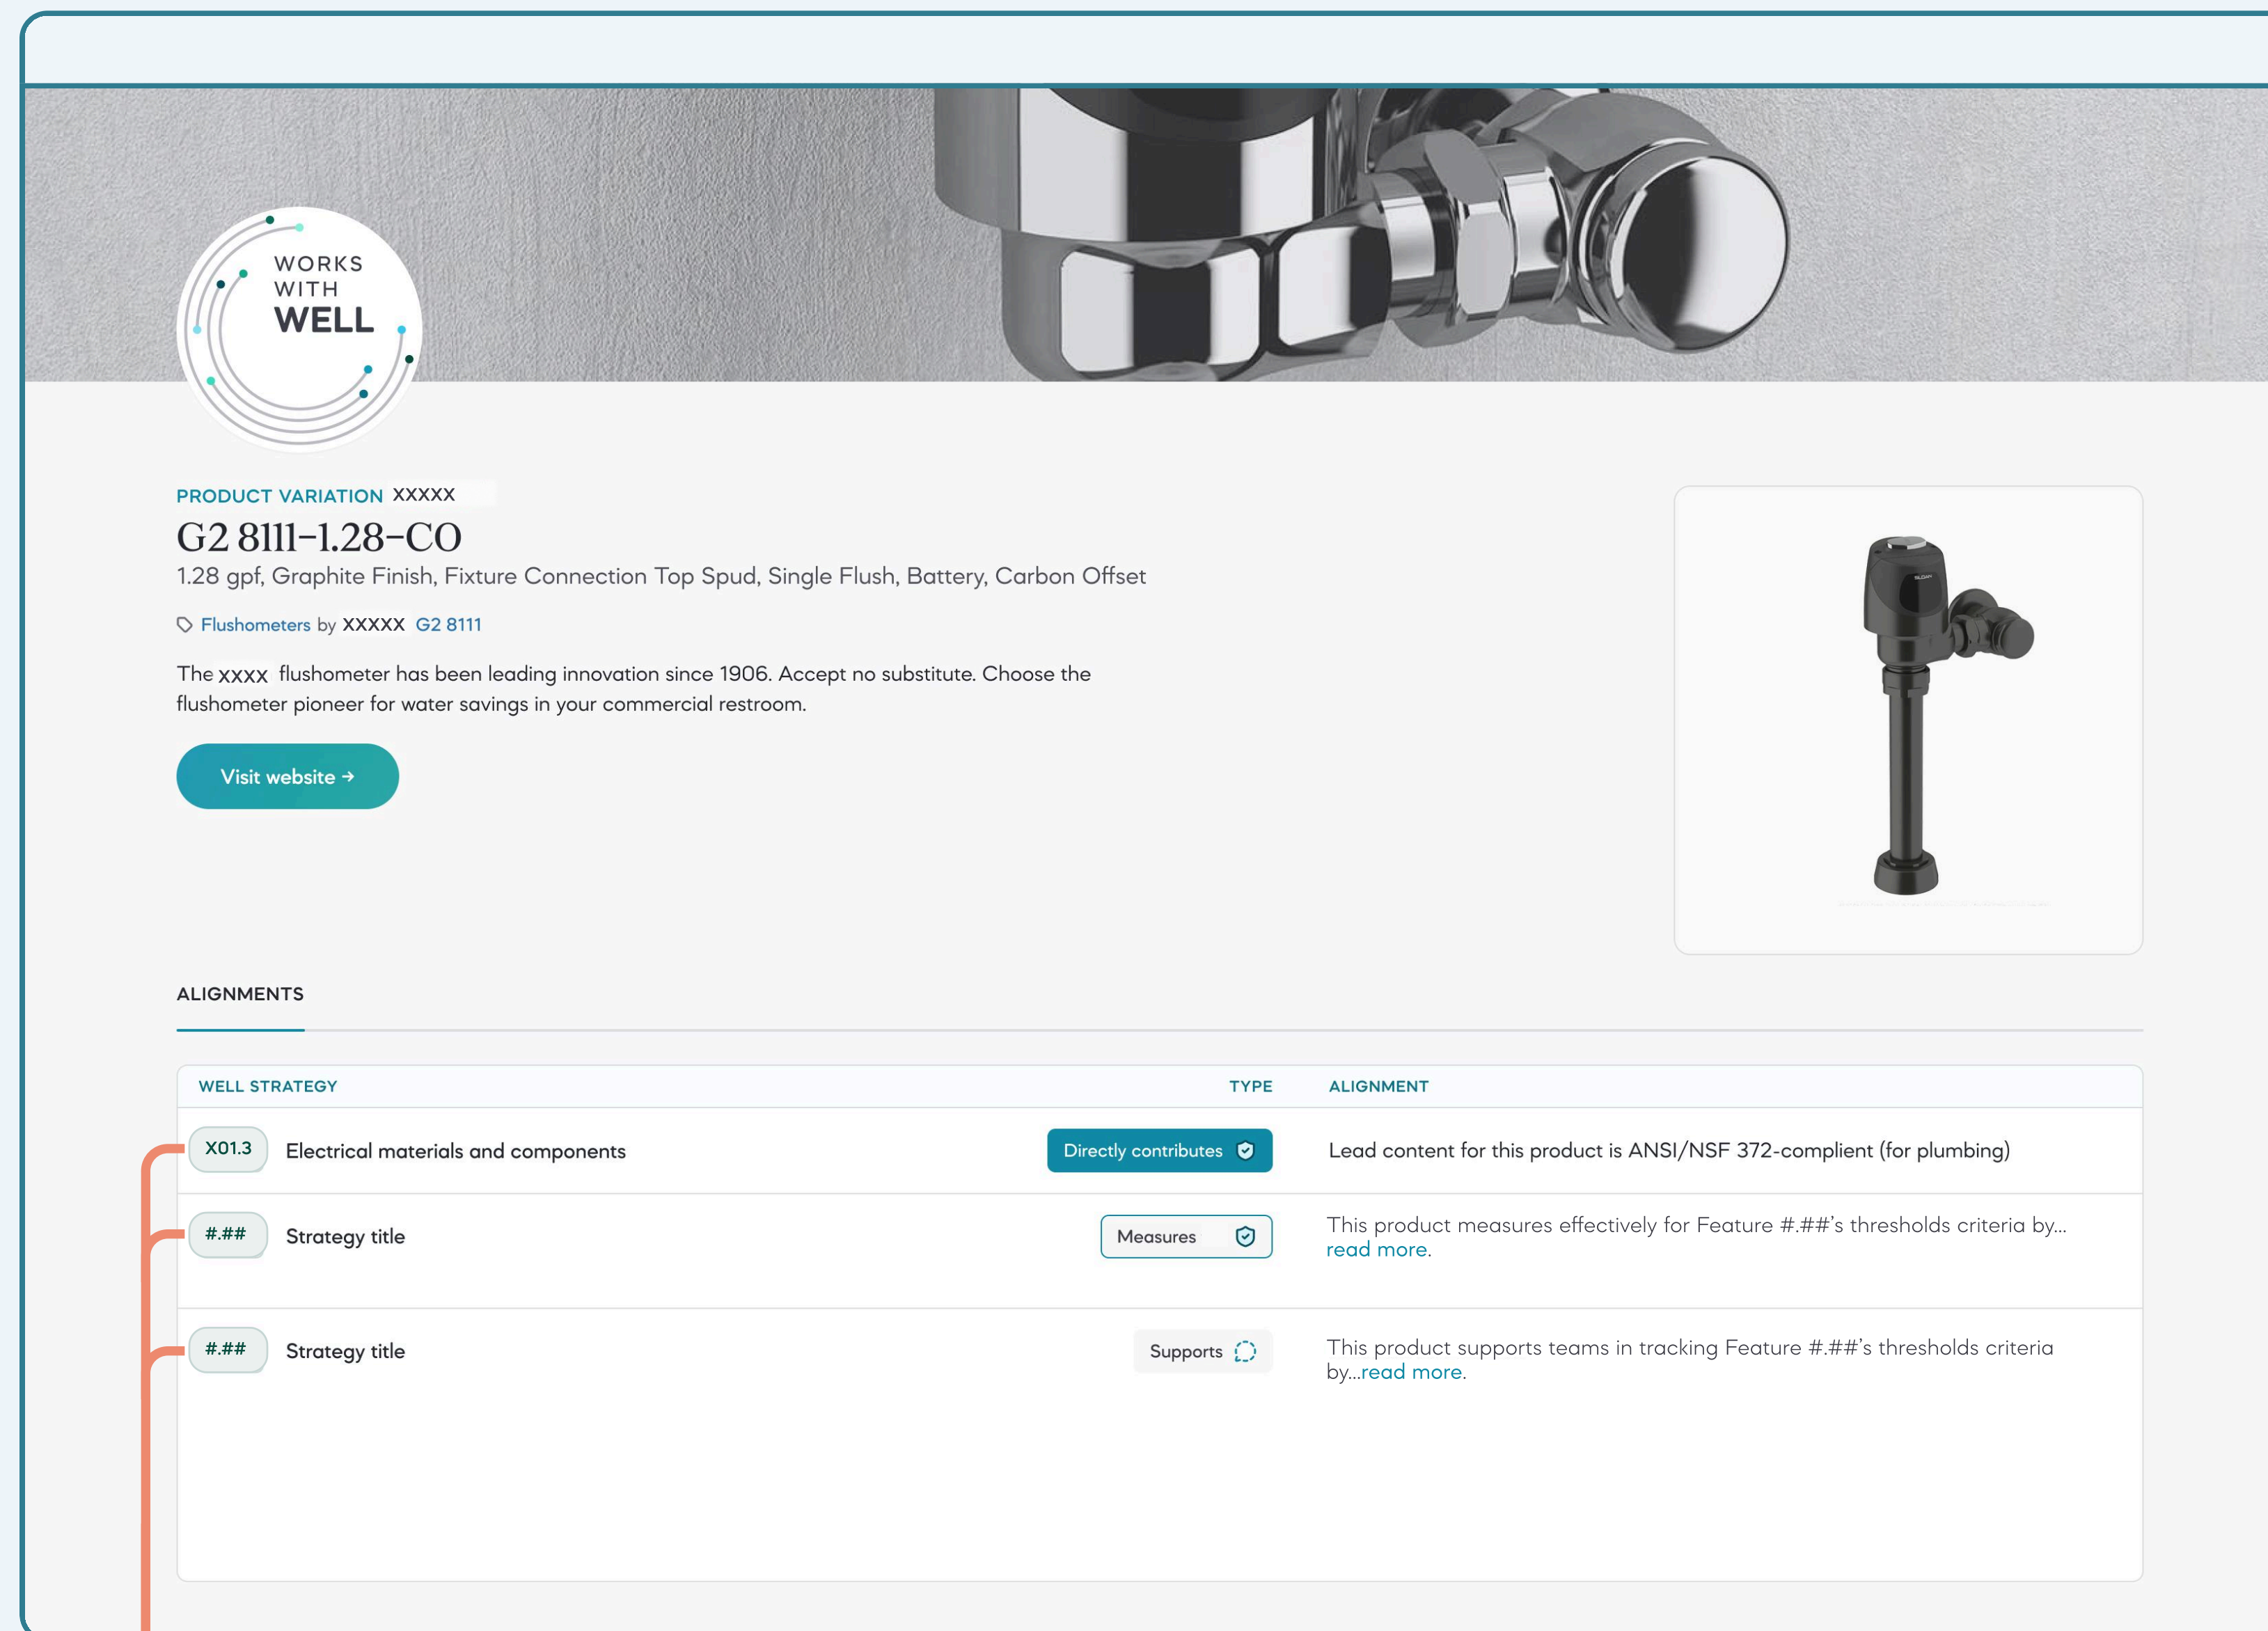 WORKS
WITH
WELL
PRODUCT VARIATION XXXXX
G2 8111-1.28-CO
1.28 gpf, Graphite Finish, Fixture Connection Top Spud, Single Flush, Battery, Carbon Offset
Flushometers by XXXXX G2 8111
The xxxx flushometer has been leading innovation since 1906. Accept no substitute. Choose the
flushometer pioneer for water savings in your commercial restroom.
Visit website →
SLOAN
ALIGNMENTS
WELL STRATEGY TYPE ALIGNMENT
X01.3 Electrical materials and components Directly contributes Lead content for this product is ANSI/NSF 372-complient (for plumbing)
#.## Strategy title Measures This product measures effectively for Feature #.##’s thresholds criteria by...
read more.
#.## Strategy title Supports This product supports teams in tracking Feature #.##’s thresholds criteria
by...read more.